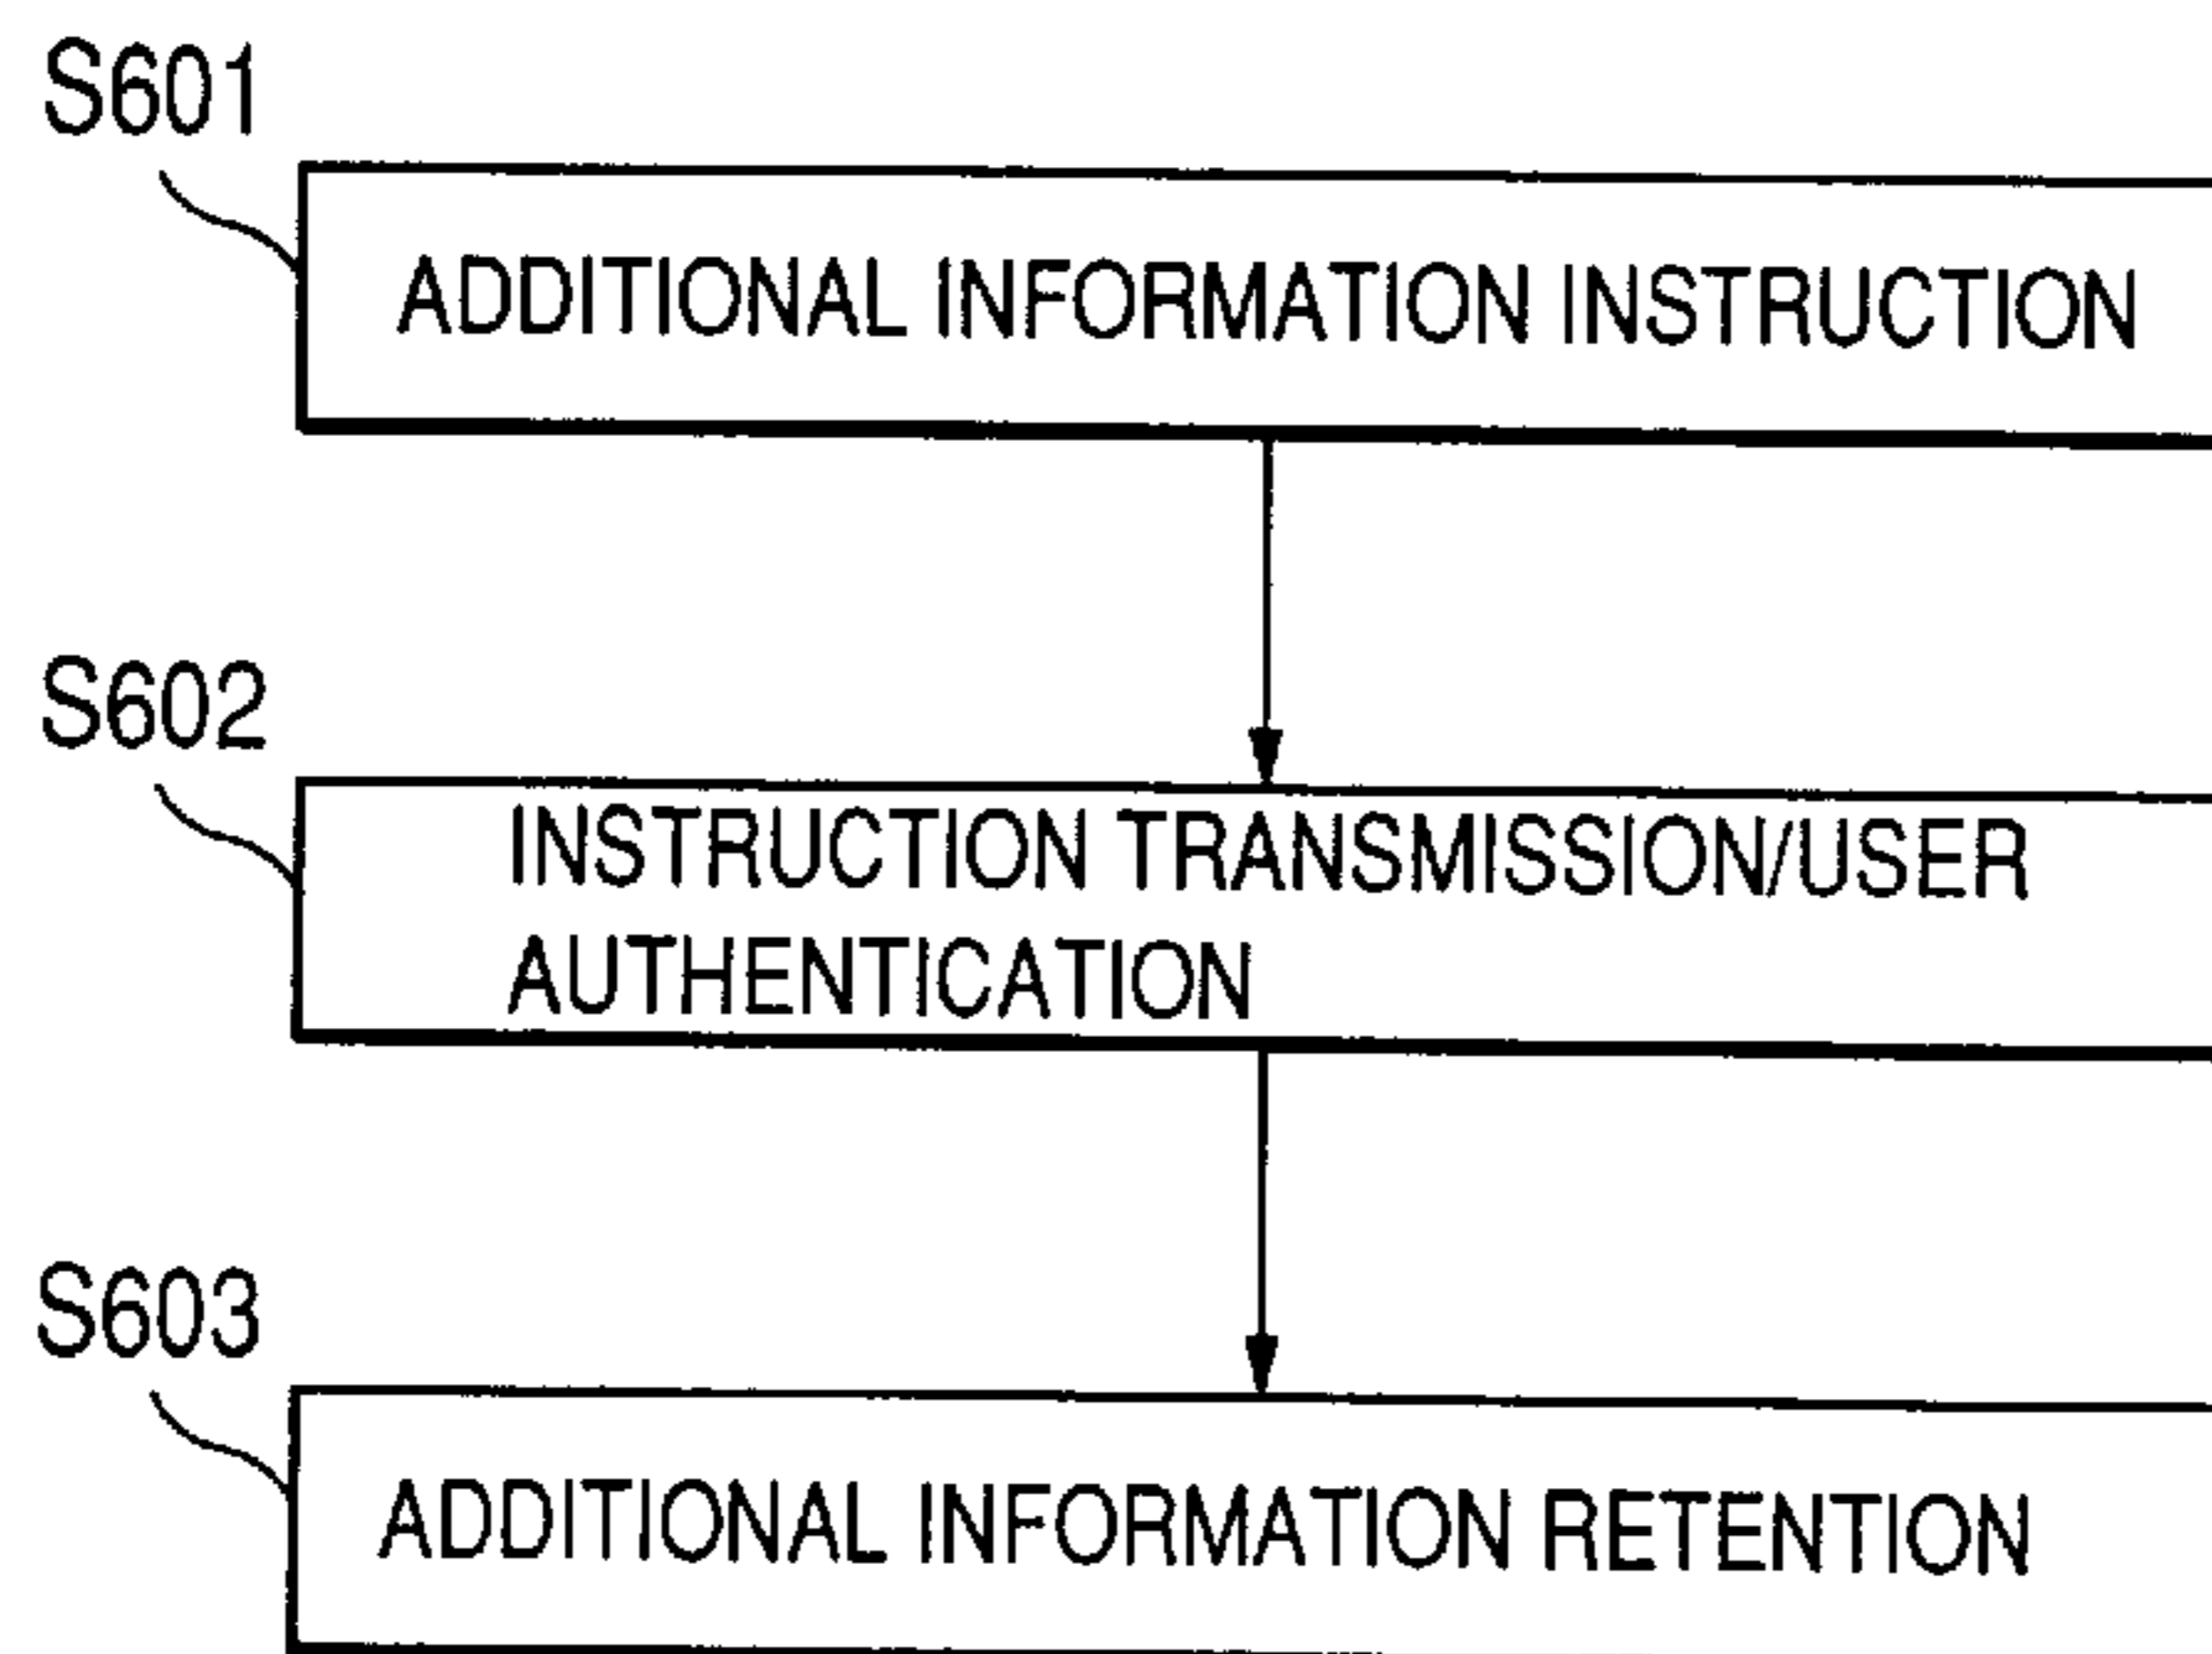 S601
ADDITIONAL INFORMATION INSTRUCTION
S602
INSTRUCTION TRANSMISSION/USER
AUTHENTICATION
S603
ADDITIONAL INFORMATION RETENTION